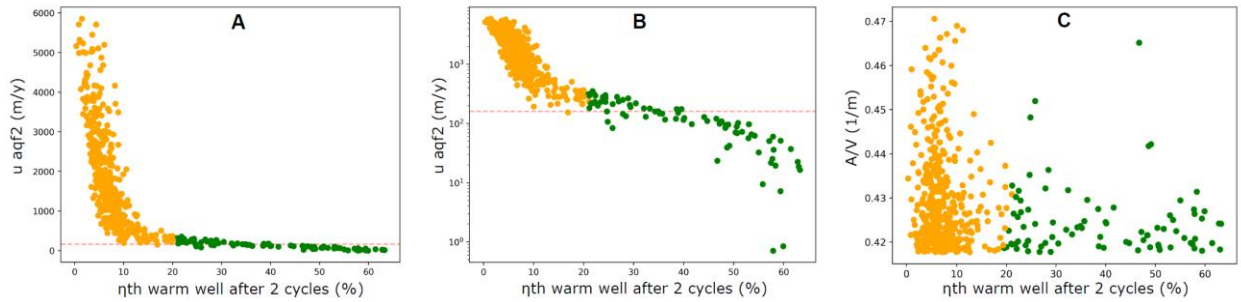 A
u aqf2 (m/y)
6000
5000
4000
3000
2000
1000
0
0 10 20 30 40 50 60
ηth warm well after 2 cycles (%)
B
u aqf2 (m/y)
10³
10²
10¹
10⁰
0 10 20 30 40 50 60
ηth warm well after 2 cycles (%)
C
A/V (1/m)
0.47
0.46
0.45
0.44
0.43
0.42
0 10 20 30 40 50 60
ηth warm well after 2 cycles (%)